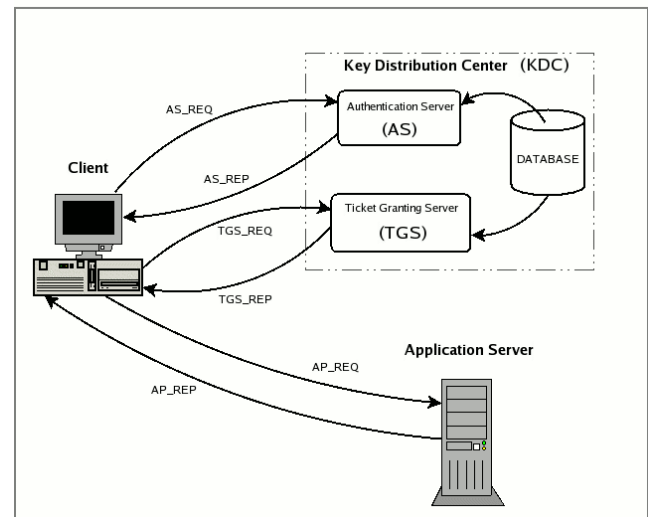 Key Distribution Center (KDC)
Authentication Server
(AS)
AS_REQ
DATABASE
Client
AS_REP
Ticket Granting Server
(TGS)
TGS_REQ
TGS_REP
Application Server
AP_REQ
AP_REP